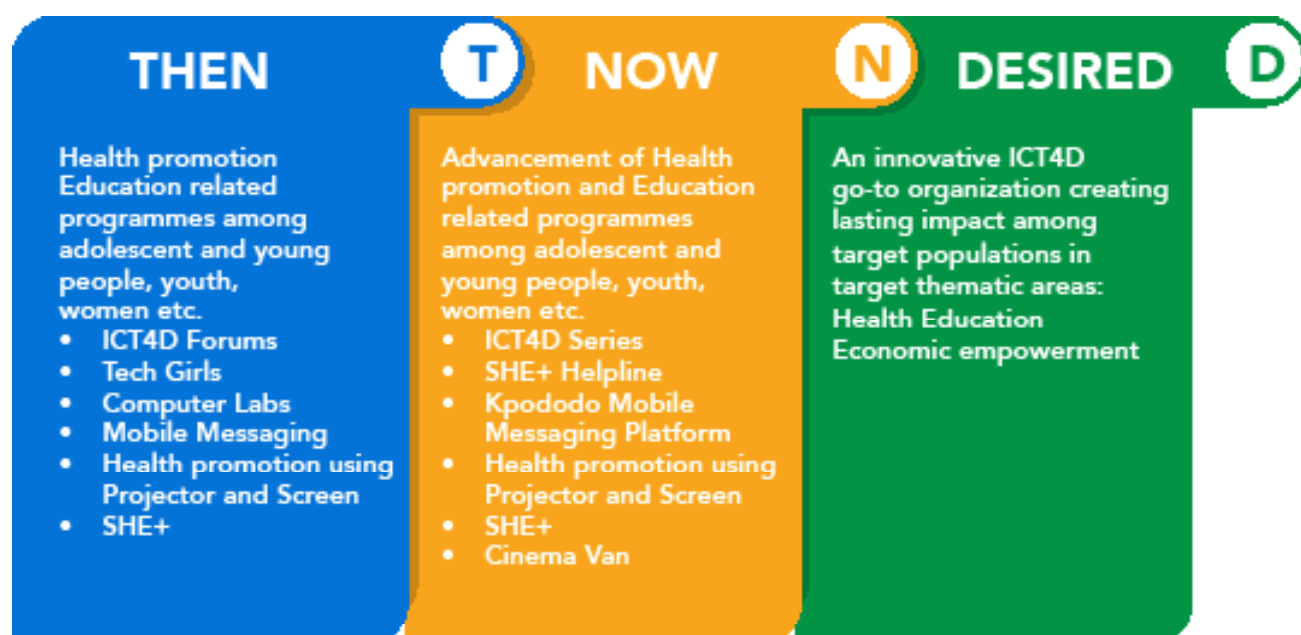 THEN
T
Health promotion
Education related
programmes among
adolescent and young
people, youth,
women etc.
• ICT4D Forums
• Tech Girls
• Computer Labs
• Mobile Messaging
• Health promotion using
Projector and Screen
• SHE+
NOW
N
Advancement of Health
promotion and Education
related programmes
among adolescent and
young people, youth,
women etc.
• ICT4D Series
• SHE+ Helpline
• Kpododo Mobile
Messaging Platform
• Health promotion using
Projector and Screen
• SHE+
• Cinema Van
DESIRED
D
An innovative ICT4D
go-to organization creating
lasting impact among
target populations in
target thematic areas:
Health Education
Economic empowerment